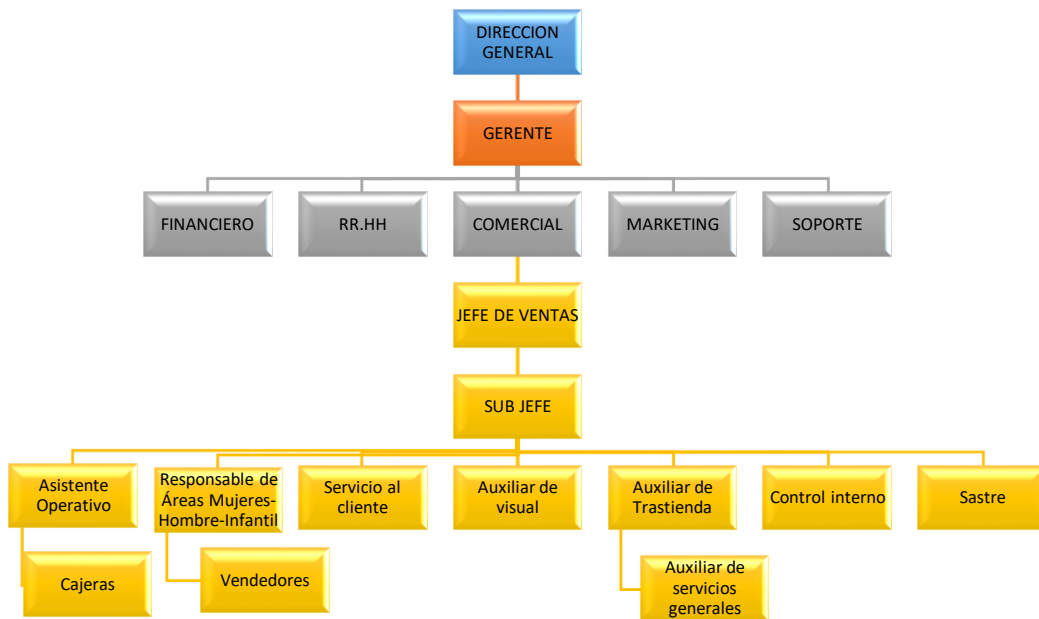 DIRECCION
GENERAL
GERENTE
FINANCIERO
RR.HH
COMERCIAL
MARKETING
SOPORTE
JEFE DE VENTAS
SUB JEFE
Asistente
Operativo
Responsable de
Áreas Mujeres-
Hombre-Infantil
Servicio al
cliente
Auxiliar de
visual
Auxiliar de
Trastienda
Control interno
Sastre
Cajeras
Vendedores
Auxiliar de
servicios
generales